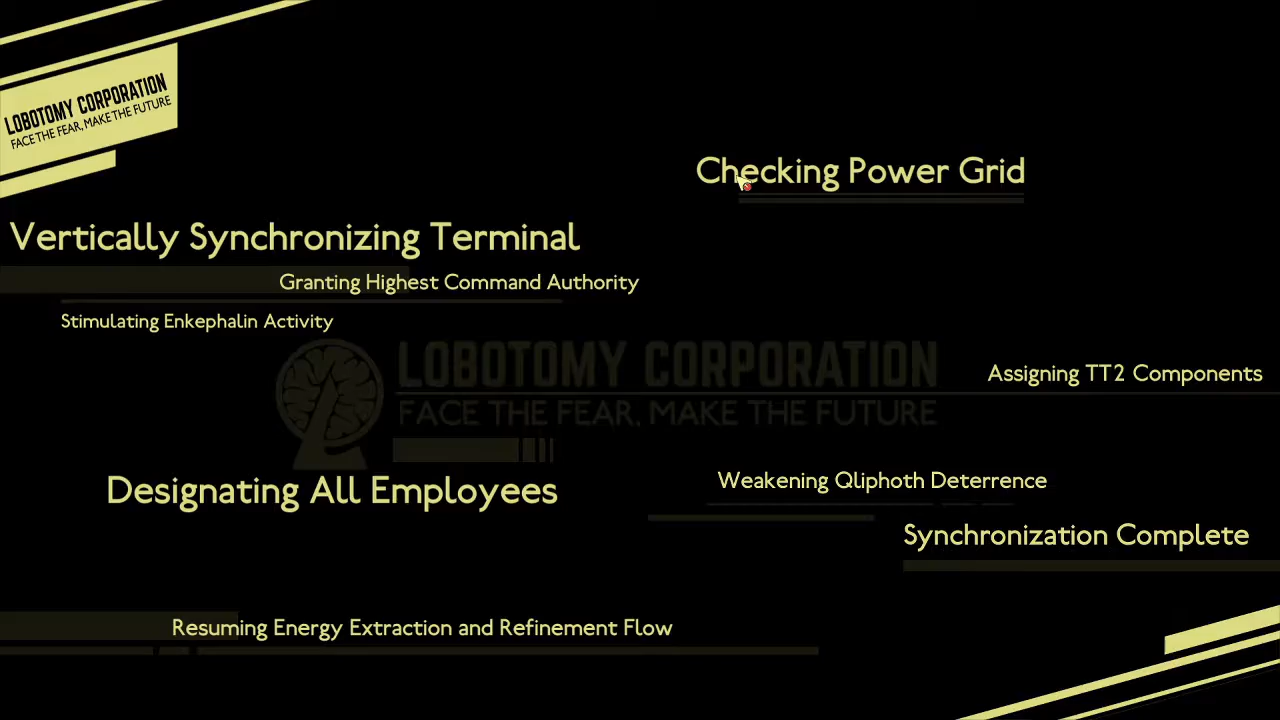 LOBOTOMY CORPORATION
FACE THE FEAR, MAKE THE FUTURE
Checking Power Grid
Vertically Synchronizing Terminal
Granting Highest Command Authority
Stimulating Enkephalin Activity
LOBOTOMY CORPORATION
FACE THE FEAR, MAKE THE FUTURE
Assigning TT2 Components
Designating All Employees
Weakening Qliphoth Deterrence
Synchronization Complete
Resuming Energy Extraction and Refinement Flow